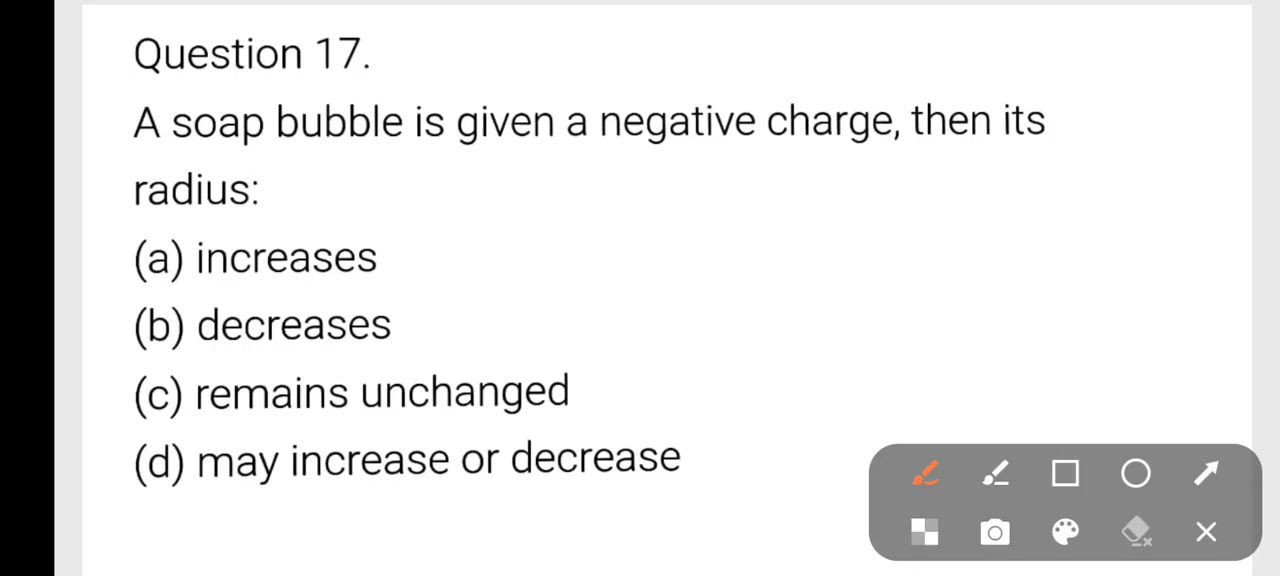 Question 17.
A soap bubble is given a negative charge, then its
radius:
(a) increases
(b) decreases
(c) remains unchanged
(d) may increase or decrease